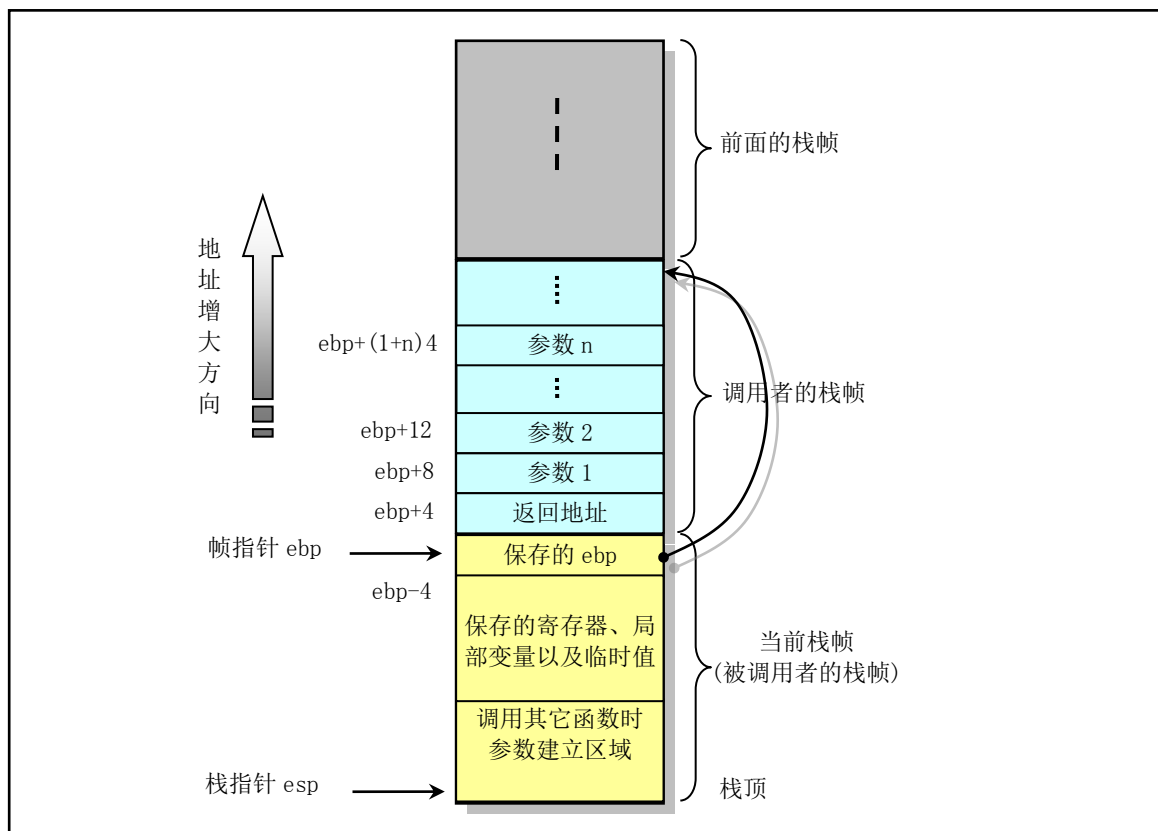 前面的栈帧
地址增大方向
ebp+(1+n)4
参数 n
调用者的栈帧
ebp+12
参数 2
ebp+8
参数 1
ebp+4
返回地址
帧指针 ebp
保存的 ebp
ebp-4
保存的寄存器、局
部变量以及临时值
当前栈帧
(被调用者的栈帧)
调用其它函数时
参数建立区域
栈指针 esp
栈顶